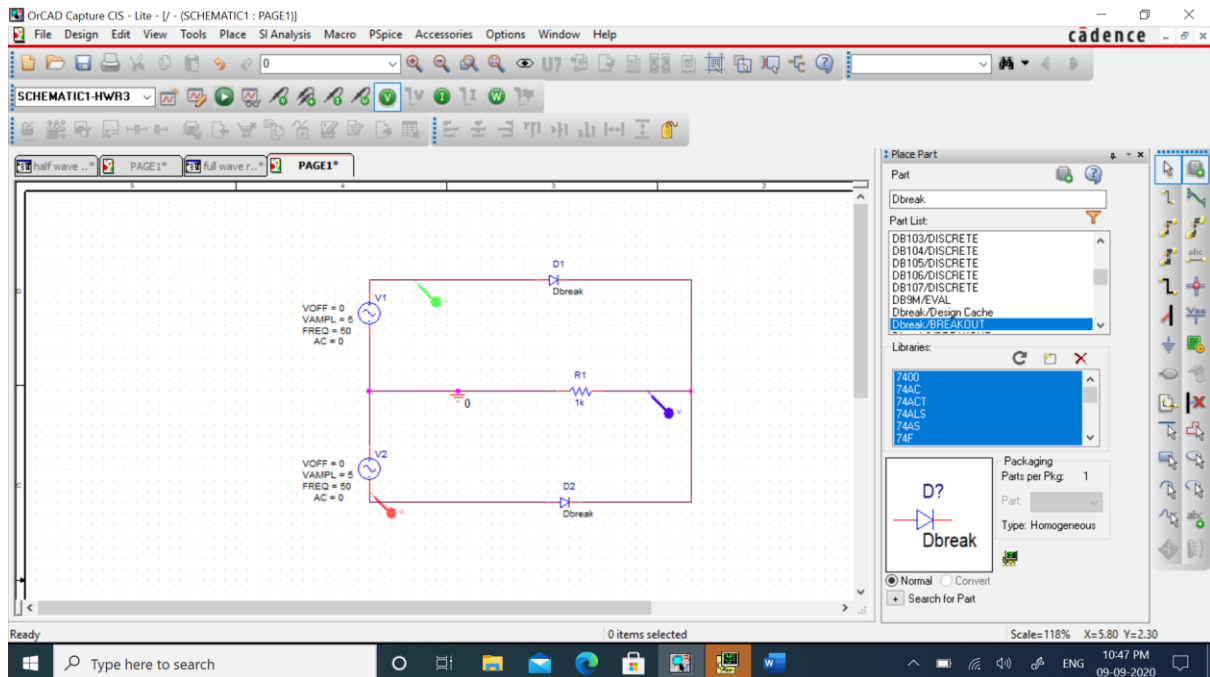 OrCAD Capture CIS - Lite - [/ - (SCHEMATIC1 : PAGE1)]
File Design Edit View Tools Place SI Analysis Macro PSpice Accessories Options Window Help
cādence
0
U?
SCHEMATIC1-HWR3
V
I
W
half wave ..*
PAGE1*
full wave r..*
PAGE1*
5
4
3
2
D
C
D1
Dbreak
V1
VOFF = 0
VAMPL = 5
FREQ = 50
AC = 0
V
R1
1k
0
V
V2
VOFF = 0
VAMPL = 5
FREQ = 50
AC = 0
V
D2
Dbreak
Place Part
Part
Dbreak
Part List:
DB103/DISCRETE
DB104/DISCRETE
DB105/DISCRETE
DB106/DISCRETE
DB107/DISCRETE
DB9M/EVAL
Dbreak/Design Cache
Dbreak/BREAKOUT
Libraries:
7400
74AC
74ACT
74ALS
74AS
74F
D?
Dbreak
Packaging
Parts per Pkg: 1
Part:
Type: Homogeneous
Normal Convert
+ Search for Part
abc
abc
Ready
0 items selected
Scale=118% X=5.80 Y=2.30
Type here to search
ENG
10:47 PM
09-09-2020